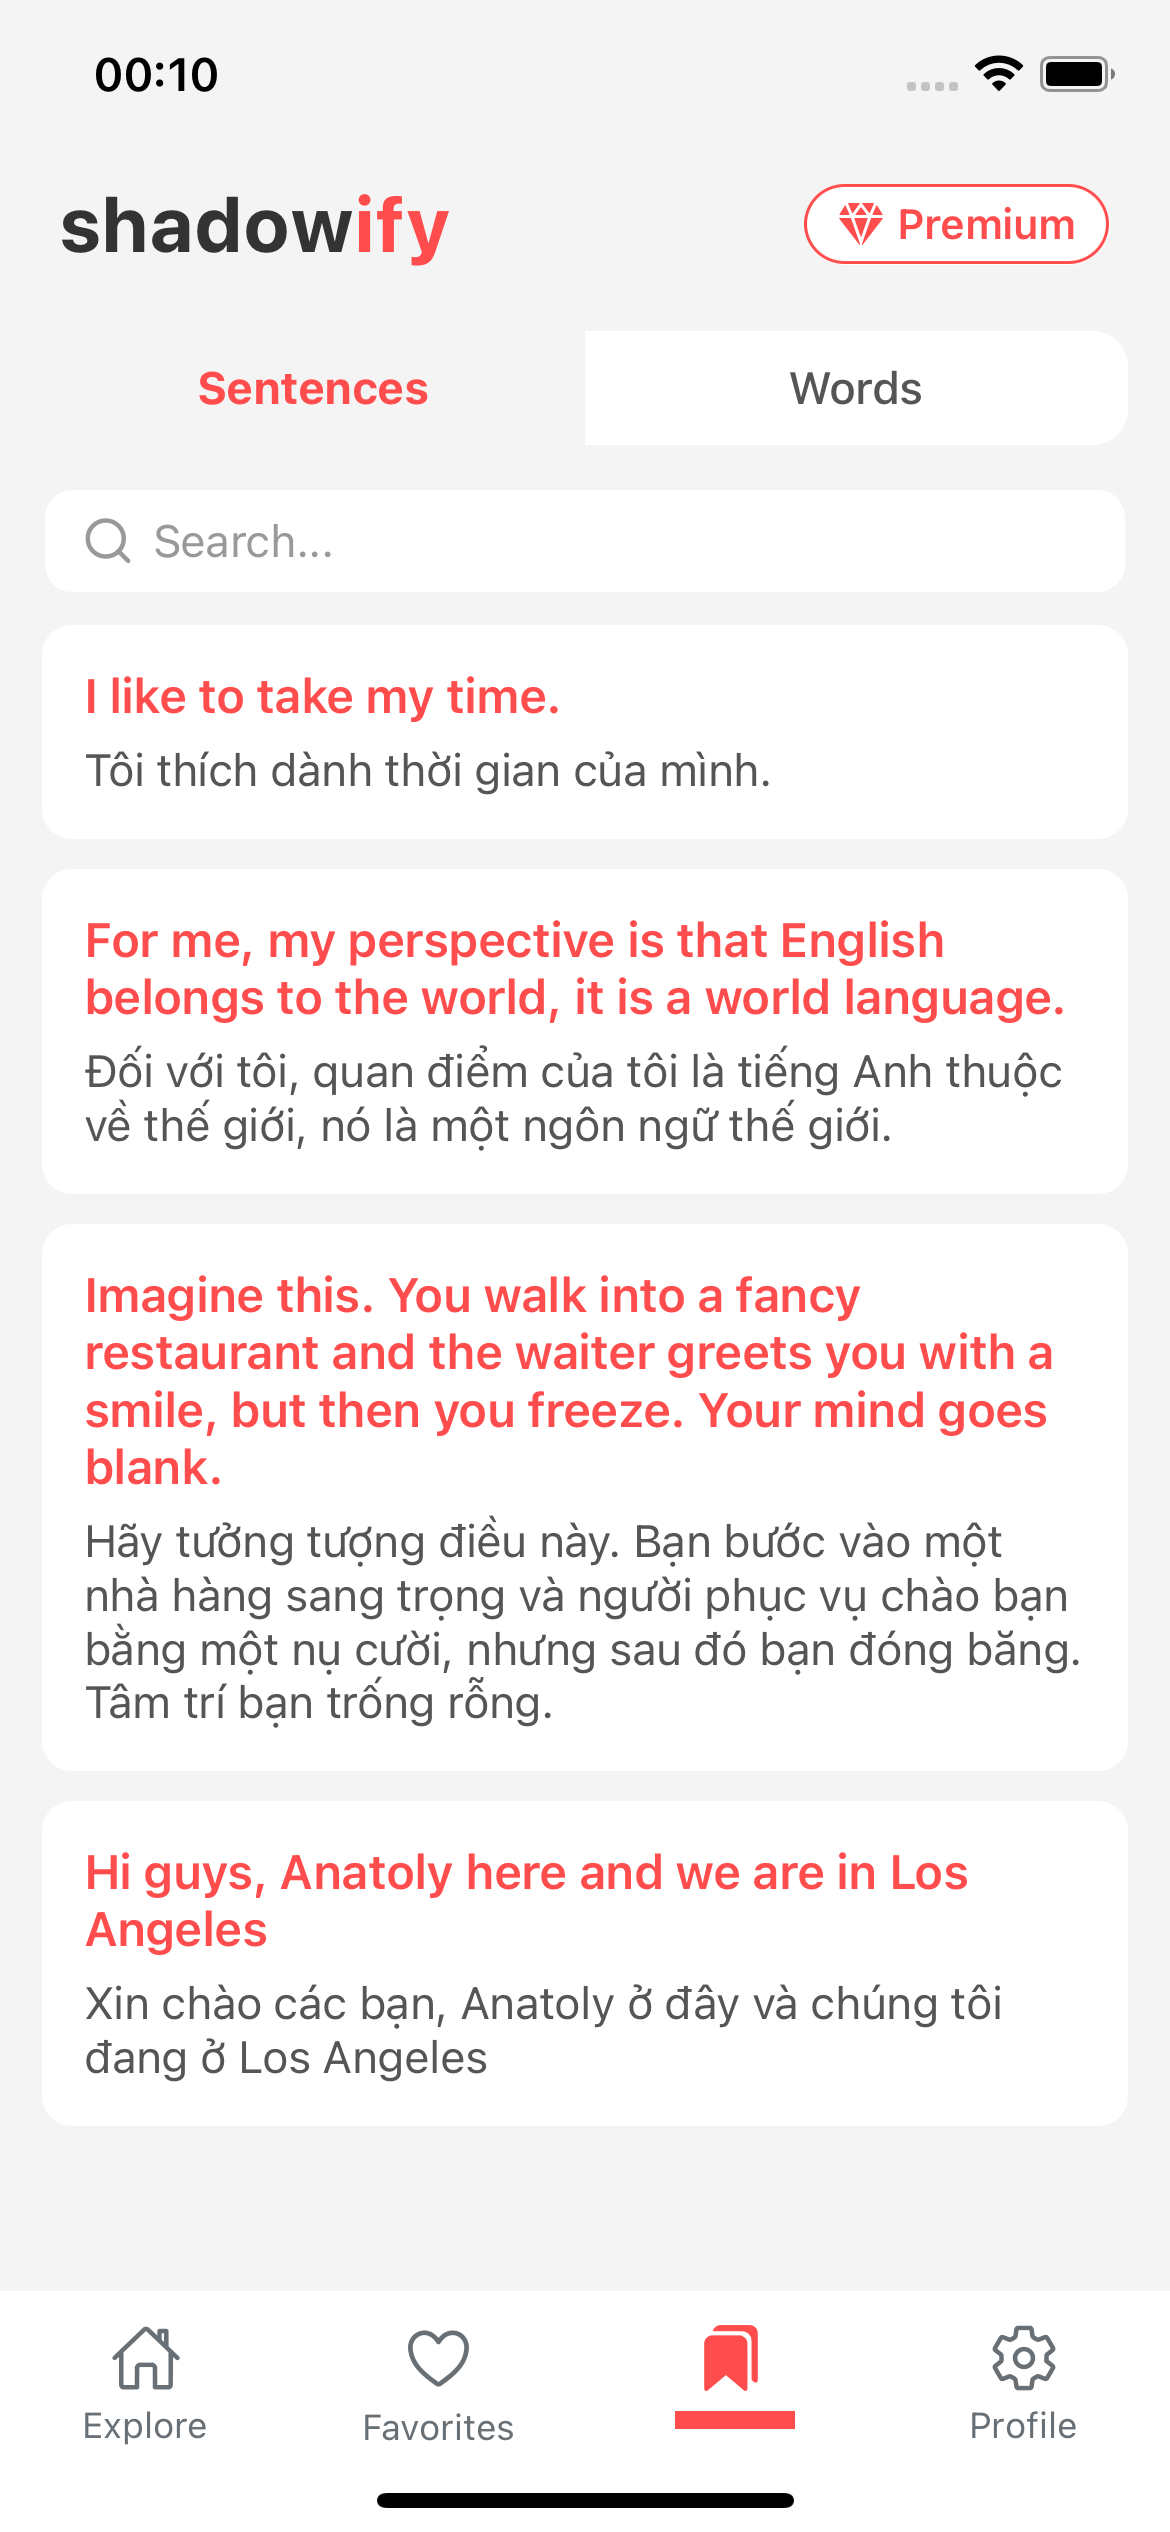 00:10
shadowify
Premium
Sentences
Words
Search...
I like to take my time.
Tôi thích dành thời gian của mình.
For me, my perspective is that English
belongs to the world, it is a world language.
Đối với tôi, quan điểm của tôi là tiếng Anh thuộc
về thế giới, nó là một ngôn ngữ thế giới.
Imagine this. You walk into a fancy
restaurant and the waiter greets you with a
smile, but then you freeze. Your mind goes
blank.
Hãy tưởng tượng điều này. Bạn bước vào một
nhà hàng sang trọng và người phục vụ chào bạn
bằng một nụ cười, nhưng sau đó bạn đóng băng.
Tâm trí bạn trống rỗng.
Hi guys, Anatoly here and we are in Los
Angeles
Xin chào các bạn, Anatoly ở đây và chúng tôi
đang ở Los Angeles
Explore
Favorites
Profile